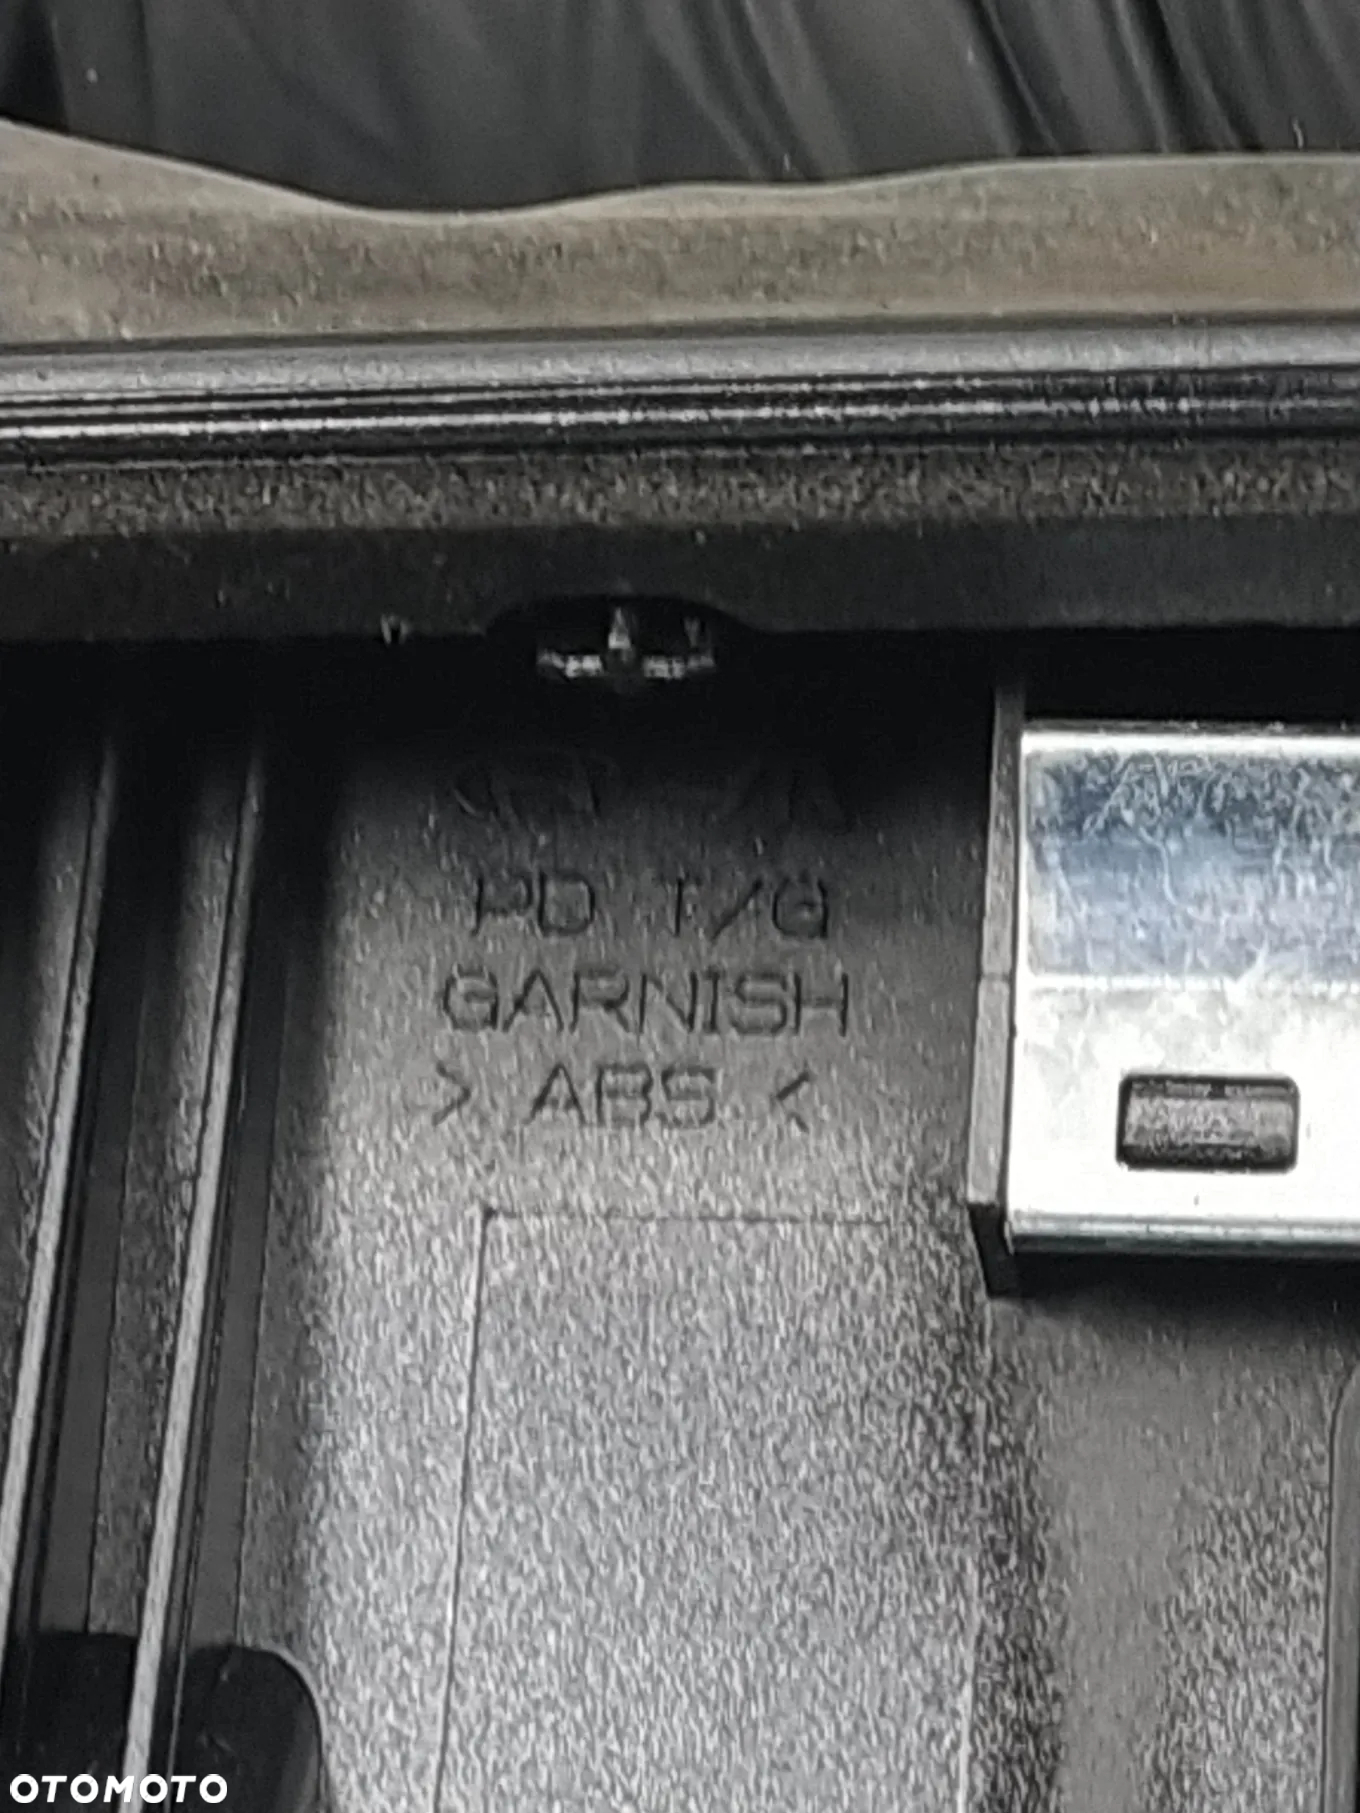 PD T/G
GARNISH
> ABS <
OTOMOTO